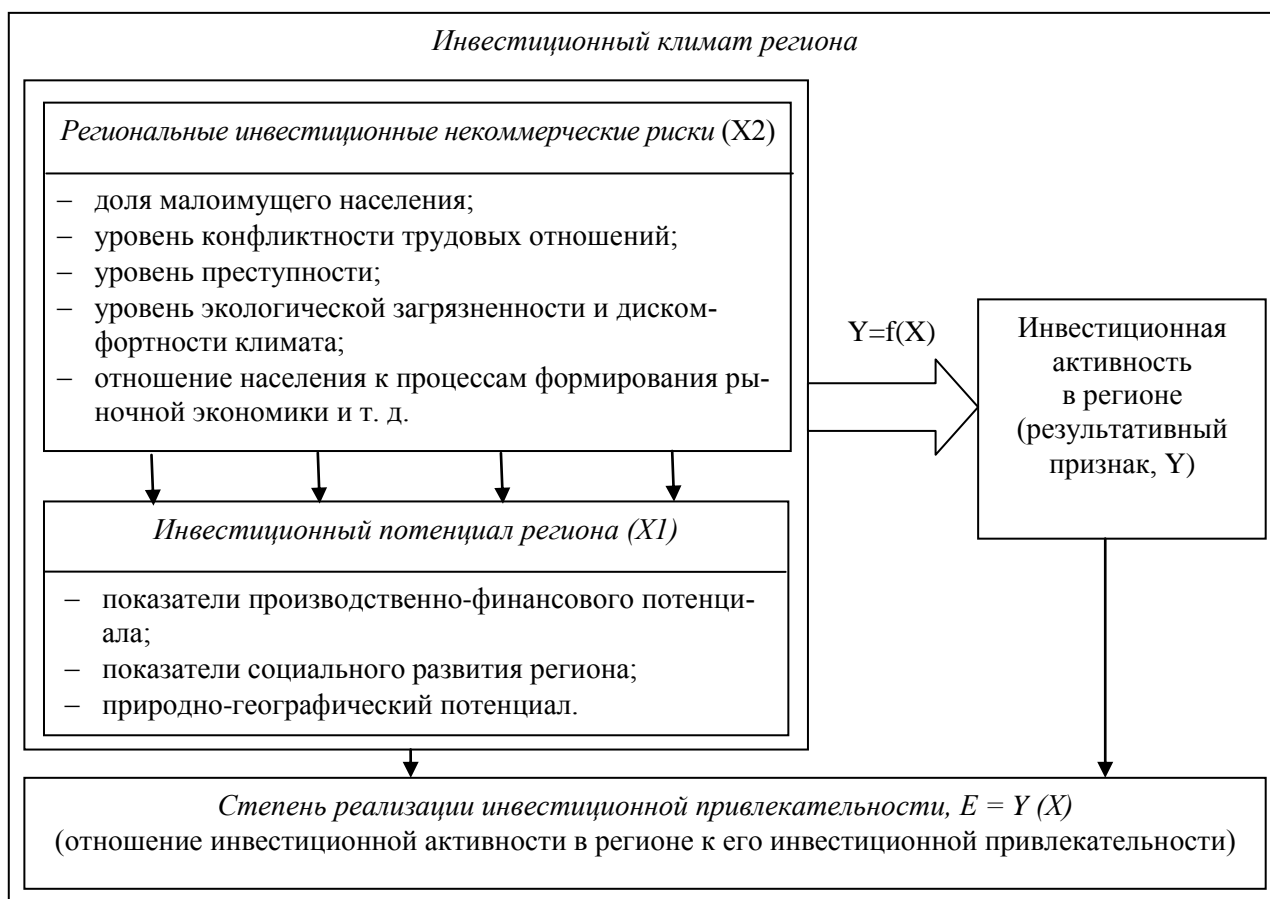 Инвестиционный климат региона
Региональные инвестиционные некоммерческие риски (X2)
– доля малоимущего населения;
– уровень конфликтности трудовых отношений;
– уровень преступности;
– уровень экологической загрязненности и диском-
фортности климата;
– отношение населения к процессам формирования ры-
ночной экономики и т. д.
Инвестиционный потенциал региона (X1)
– показатели производственно-финансового потенци-
ала;
– показатели социального развития региона;
– природно-географический потенциал.
Y=f(X)
Инвестиционная
активность
в регионе
(результативный
признак, Y)
Степень реализации инвестиционной привлекательности, E = Y (X)
(отношение инвестиционной активности в регионе к его инвестиционной привлекательности)